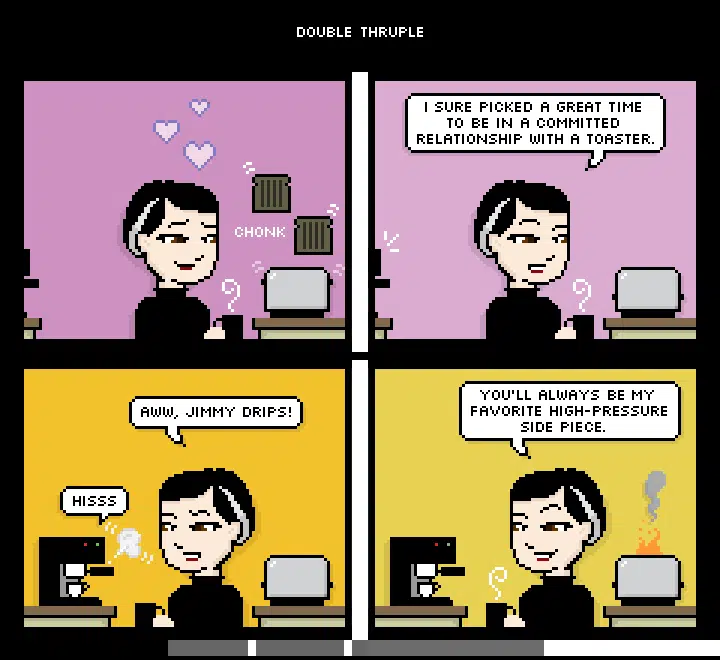 DOUBLE THRUPLE
CHONK
I SURE PICKED A GREAT TIME
TO BE IN A COMMITTED
RELATIONSHIP WITH A TOASTER.
AWW, JIMMY DRIPS!
HISSS
YOU'LL ALWAYS BE MY
FAVORITE HIGH-PRESSURE
SIDE PIECE.